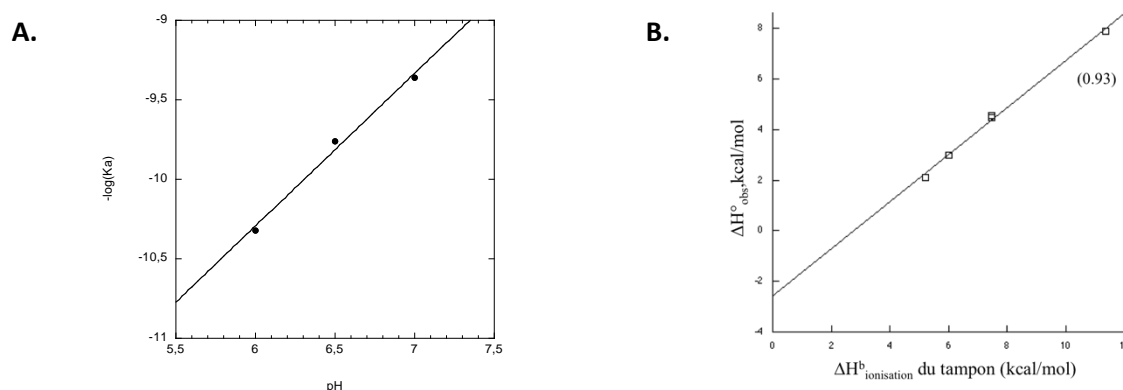 A.
-9
-9,5
-10
-10,5
-11
-log(Ka)
5,5 6 6,5 7 7,5
pH
B.
8
6
4
2
0
-2
-4
(0.93)
ΔH°obs,kcal/mol
0 2 4 6 8 10 12
ΔHᵇionisation du tampon (kcal/mol)